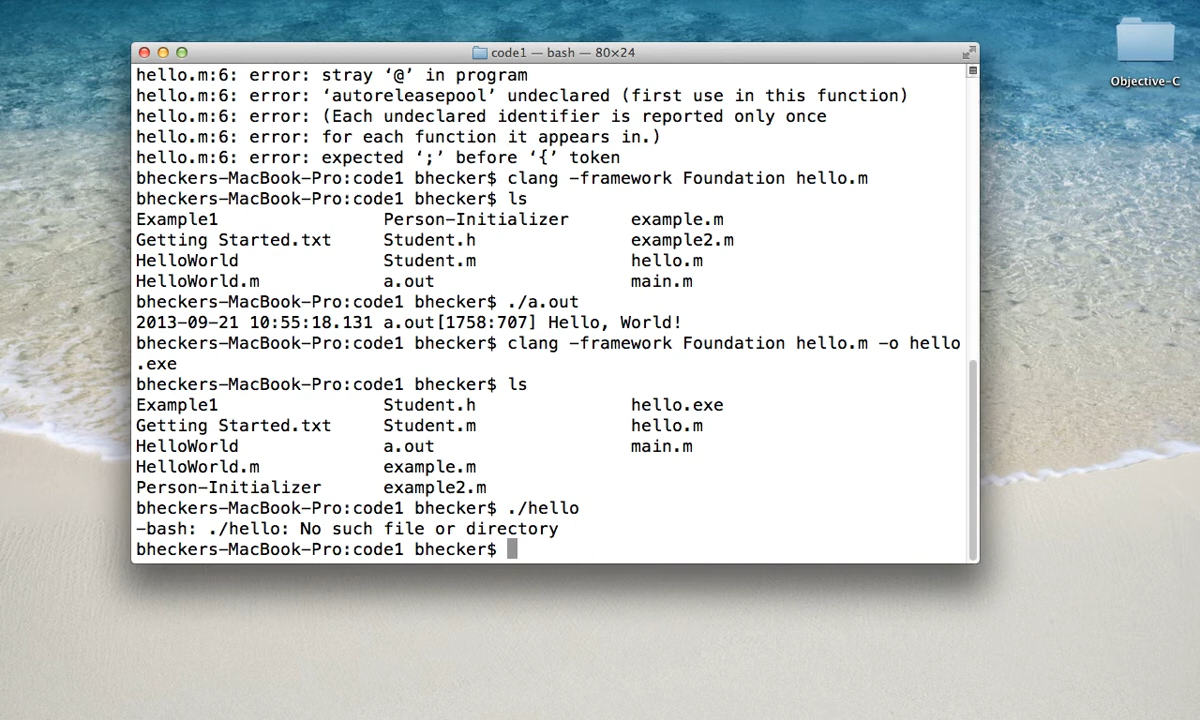 code1 — bash — 80×24
Objective-C
hello.m:6: error: stray ‘@’ in program
hello.m:6: error: ‘autoreleasepool’ undeclared (first use in this function)
hello.m:6: error: (Each undeclared identifier is reported only once
hello.m:6: error: for each function it appears in.)
hello.m:6: error: expected ‘;’ before ‘{’ token
bheckers-MacBook-Pro:code1 bhecker$ clang -framework Foundation hello.m
bheckers-MacBook-Pro:code1 bhecker$ ls
Example1 Person-Initializer example.m
Getting Started.txt Student.h example2.m
HelloWorld Student.m hello.m
HelloWorld.m a.out main.m
bheckers-MacBook-Pro:code1 bhecker$ ./a.out
2013-09-21 10:55:18.131 a.out[1758:707] Hello, World!
bheckers-MacBook-Pro:code1 bhecker$ clang -framework Foundation hello.m -o hello
.exe
bheckers-MacBook-Pro:code1 bhecker$ ls
Example1 Student.h hello.exe
Getting Started.txt Student.m hello.m
HelloWorld a.out main.m
HelloWorld.m example.m
Person-Initializer example2.m
bheckers-MacBook-Pro:code1 bhecker$ ./hello
-bash: ./hello: No such file or directory
bheckers-MacBook-Pro:code1 bhecker$